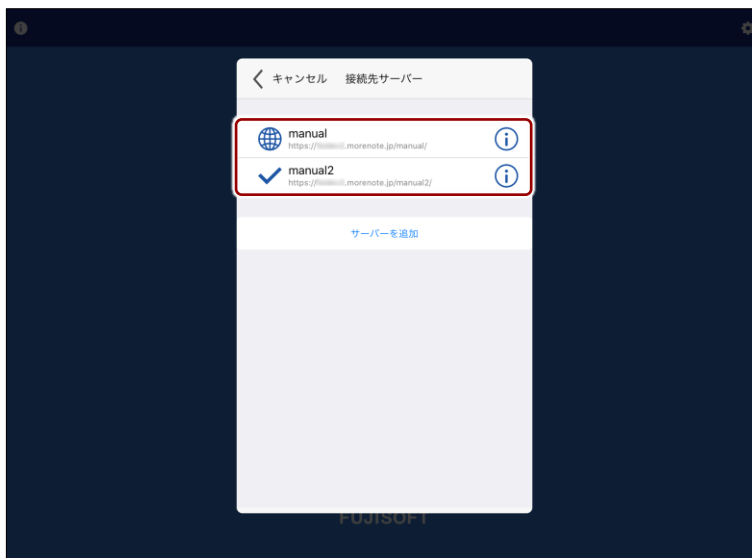 キャンセル 接続先サーバー
manual
https:// .morenote.jp/manual/
manual2
https:// .morenote.jp/manual2/
サーバーを追加
FUJISOFT